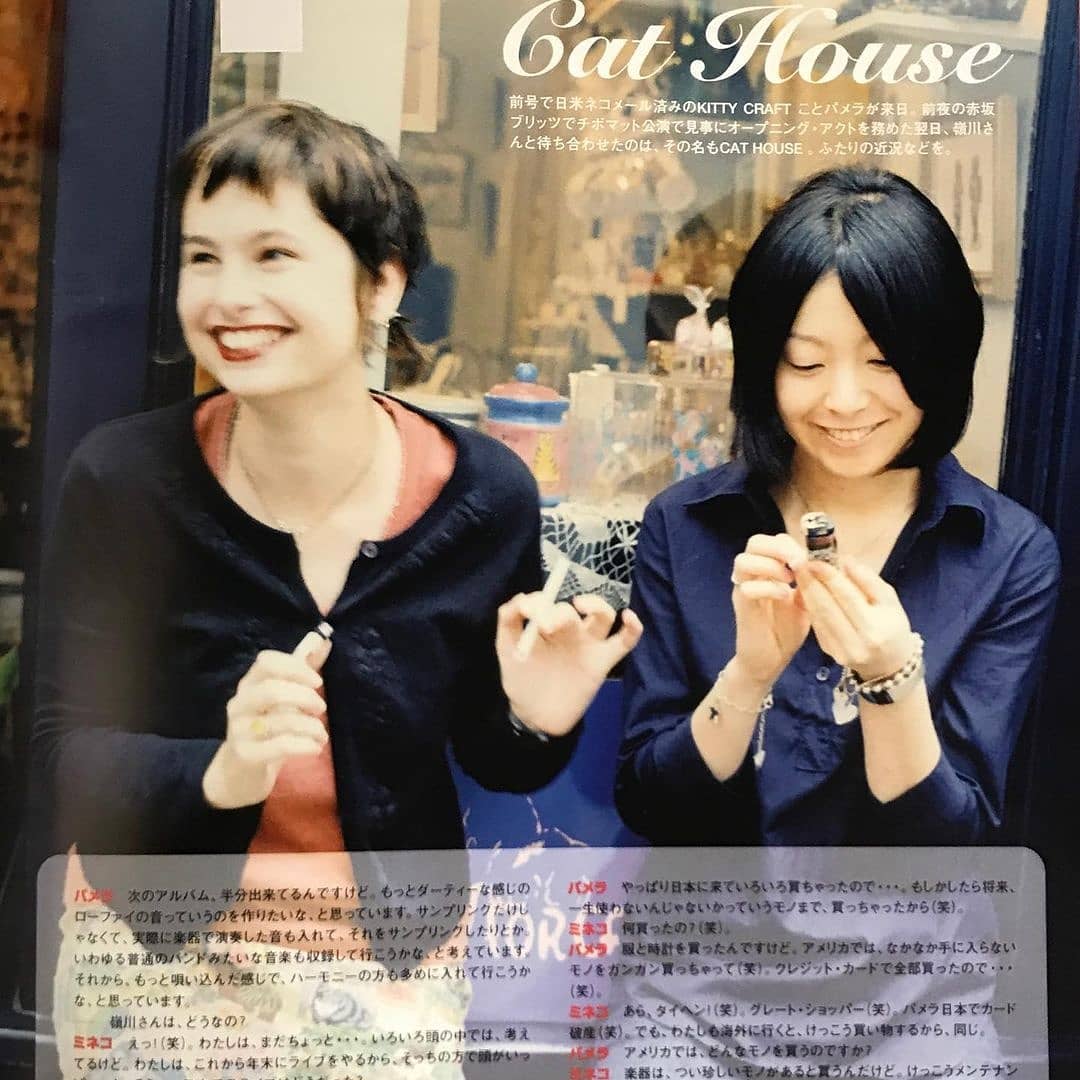 Cat House
前号で日米ネコメール済みのKITTY CRAFT ことパメラが来日。前夜の赤坂
ブリッツでチボマット公演で見事にオープニング・アクトを務めた翌日、嶺川さ
んと待ち合わせたのは、その名もCAT HOUSE 。ふたりの近況などを。
パメラ 次のアルバム、半分出来てるんですけど。もっとダーティーな感じの
ローファイの音っていうのを作りたいな、と思っています。サンプリングだけじ
ゃなくて、実際に楽器で演奏した音も入れて、それをサンプリングしたりとか。
いわゆる普通のバンドみたいな音楽も収録して行こうかな、と考えています。
それから、もっと唄い込んだ感じで、ハーモニーの方も多めに入れて行こうか
な、と思っています。
嶺川さんは、どうなの?
ミネコ えっ!(笑)。わたしは、まだちょっと・・・。いろいろ頭の中では、考え
てるけど。わたしは、これから年末にライブをやるから、そっちの方で頭がいっ
パメラ やっぱり日本に来ていろいろ買ちゃったので・・・。もしかしたら将来、
一生使わないんじゃないかっていうモノまで、買っちゃったから(笑)。
ミネコ 何買ったの?(笑)。
パメラ 服と時計を買ったんですけど。アメリカでは、なかなか手に入らない
モノをガンガン買っちゃって(笑)。クレジット・カードで全部買ったので・・・
(笑)。
ミネコ あら、タイヘン!(笑)。グレート・ショッパー(笑)。パメラ日本でカード
破産(笑)。でも、わたしも海外に行くと、けっこう買い物するから、同じ。
パメラ アメリカでは、どんなモノを買うのですか?
ミネコ 楽器は、つい珍しいモノがあると買うんだけど。けっこうメンテナン